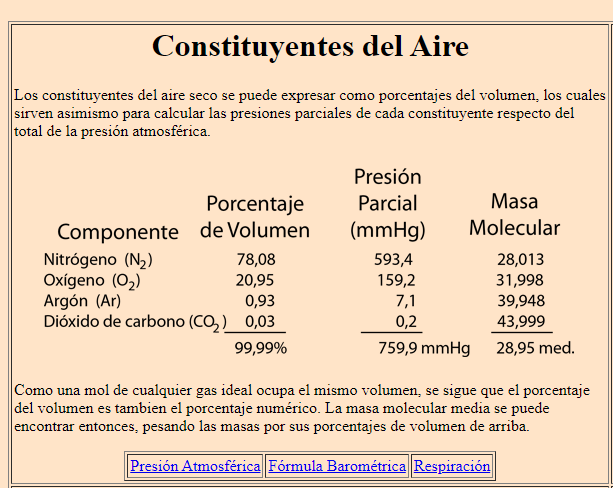 Constituyentes del Aire
Los constituyentes del aire seco se puede expresar como porcentajes del volumen, los cuales
sirven asimismo para calcular las presiones parciales de cada constituyente respecto del
total de la presión atmosférica.
Componente Porcentaje de Volumen Presión Parcial (mmHg) Masa Molecular
Nitrógeno (N₂) 78,08 593,4 28,013
Oxígeno (O₂) 20,95 159,2 31,998
Argón (Ar) 0,93 7,1 39,948
Dióxido de carbono (CO₂) 0,03 0,2 43,999
99,99% 759,9 mmHg 28,95 med.
Como una mol de cualquier gas ideal ocupa el mismo volumen, se sigue que el porcentaje
del volumen es tambien el porcentaje numérico. La masa molecular media se puede
encontrar entonces, pesando las masas por sus porcentajes de volumen de arriba.
Presión Atmosférica Fórmula Barométrica Respiración